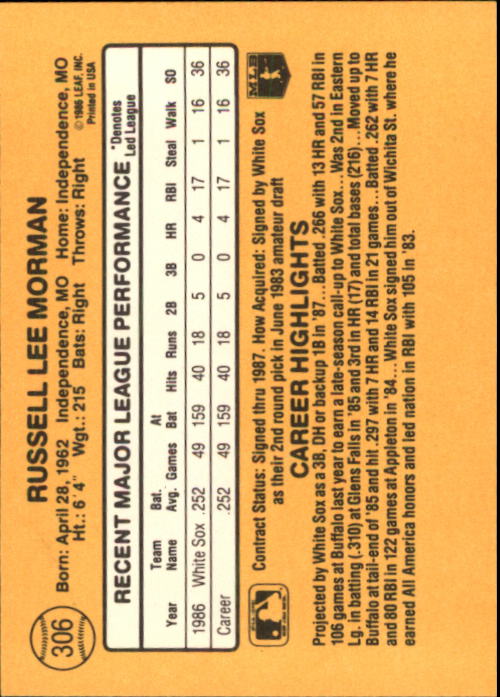 306
RUSSELL LEE MORMAN
Born: April 28, 1962 Independence, MO Home: Independence, MO
Ht.: 6' 4" Wgt.: 215 Bats: Right Throws: Right
©1986 LEAF, INC.
Printed in USA
RECENT MAJOR LEAGUE PERFORMANCE
*Denotes
Led League
Year Team Name Bat. Avg. Games At Bat Hits Runs 2B 3B HR RBI Steal Walk SO
1986 White Sox .252 49 159 40 18 5 0 4 17 1 16 36
Career .252 49 159 40 18 5 0 4 17 1 16 36
Contract Status: Signed thru 1987. How Acquired: Signed by White Sox
as their 2nd round pick in June 1983 amateur draft
MLB
CAREER HIGHLIGHTS
Projected by White Sox as a 3B, DH or backup 1B in '87...Batted .266 with 13 HR and 57 RBI in
106 games at Buffalo last year to earn a late-season call-up to White Sox...Was 2nd in Eastern
Lg. in batting (.310) at Glens Falls in '85 and 3rd in HR (17) and total bases (216)...Moved up to
Buffalo at tail-end of '85 and hit .297 with 7 HR and 14 RBI in 21 games...Batted .262 with 7 HR
and 80 RBI in 122 games at Appleton in '84...White Sox signed him out of Wichita St. where he
earned All America honors and led nation in RBI with 105 in '83.